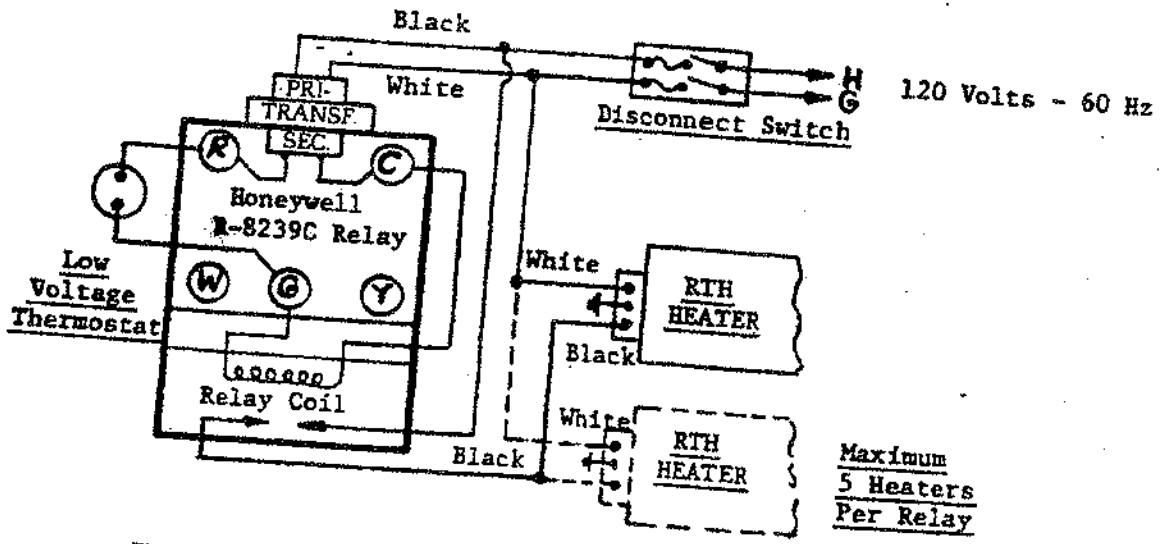 Black
White
PRI-
TRANSF.
SEC.
R
C
Honeywell
R-8239C Relay
W
G
Y
Low
Voltage
Thermostat
Relay Coil
Black
Disconnect Switch
H
G
120 Volts - 60 Hz
White
RTH
HEATER
Black
White
RTH
HEATER
Maximum
5 Heaters
Per Relay